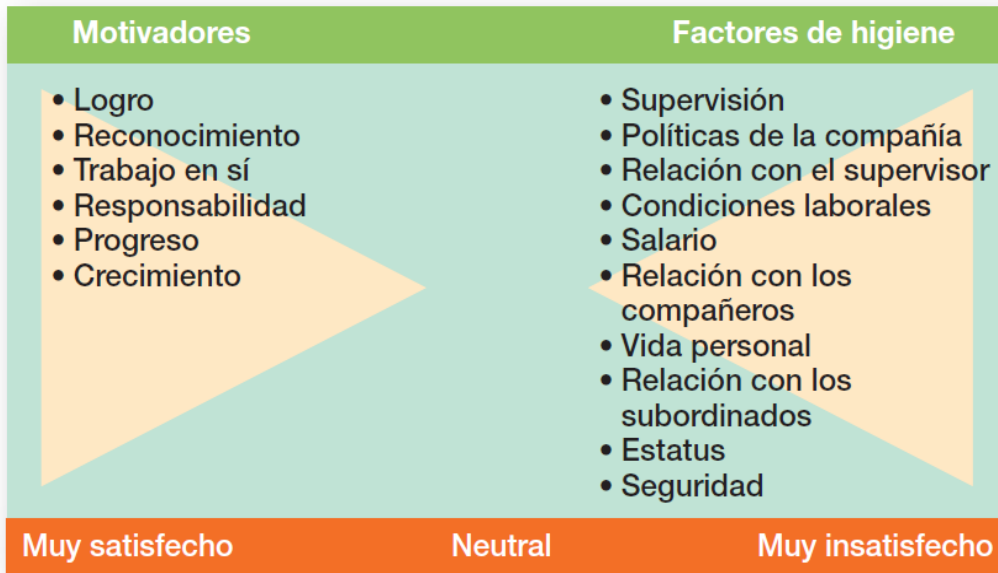 Motivadores
Factores de higiene
• Logro
• Reconocimiento
• Trabajo en sí
• Responsabilidad
• Progreso
• Crecimiento
• Supervisión
• Políticas de la compañía
• Relación con el supervisor
• Condiciones laborales
• Salario
• Relación con los
compañeros
• Vida personal
• Relación con los
subordinados
• Estatus
• Seguridad
Muy satisfecho
Neutral
Muy insatisfecho